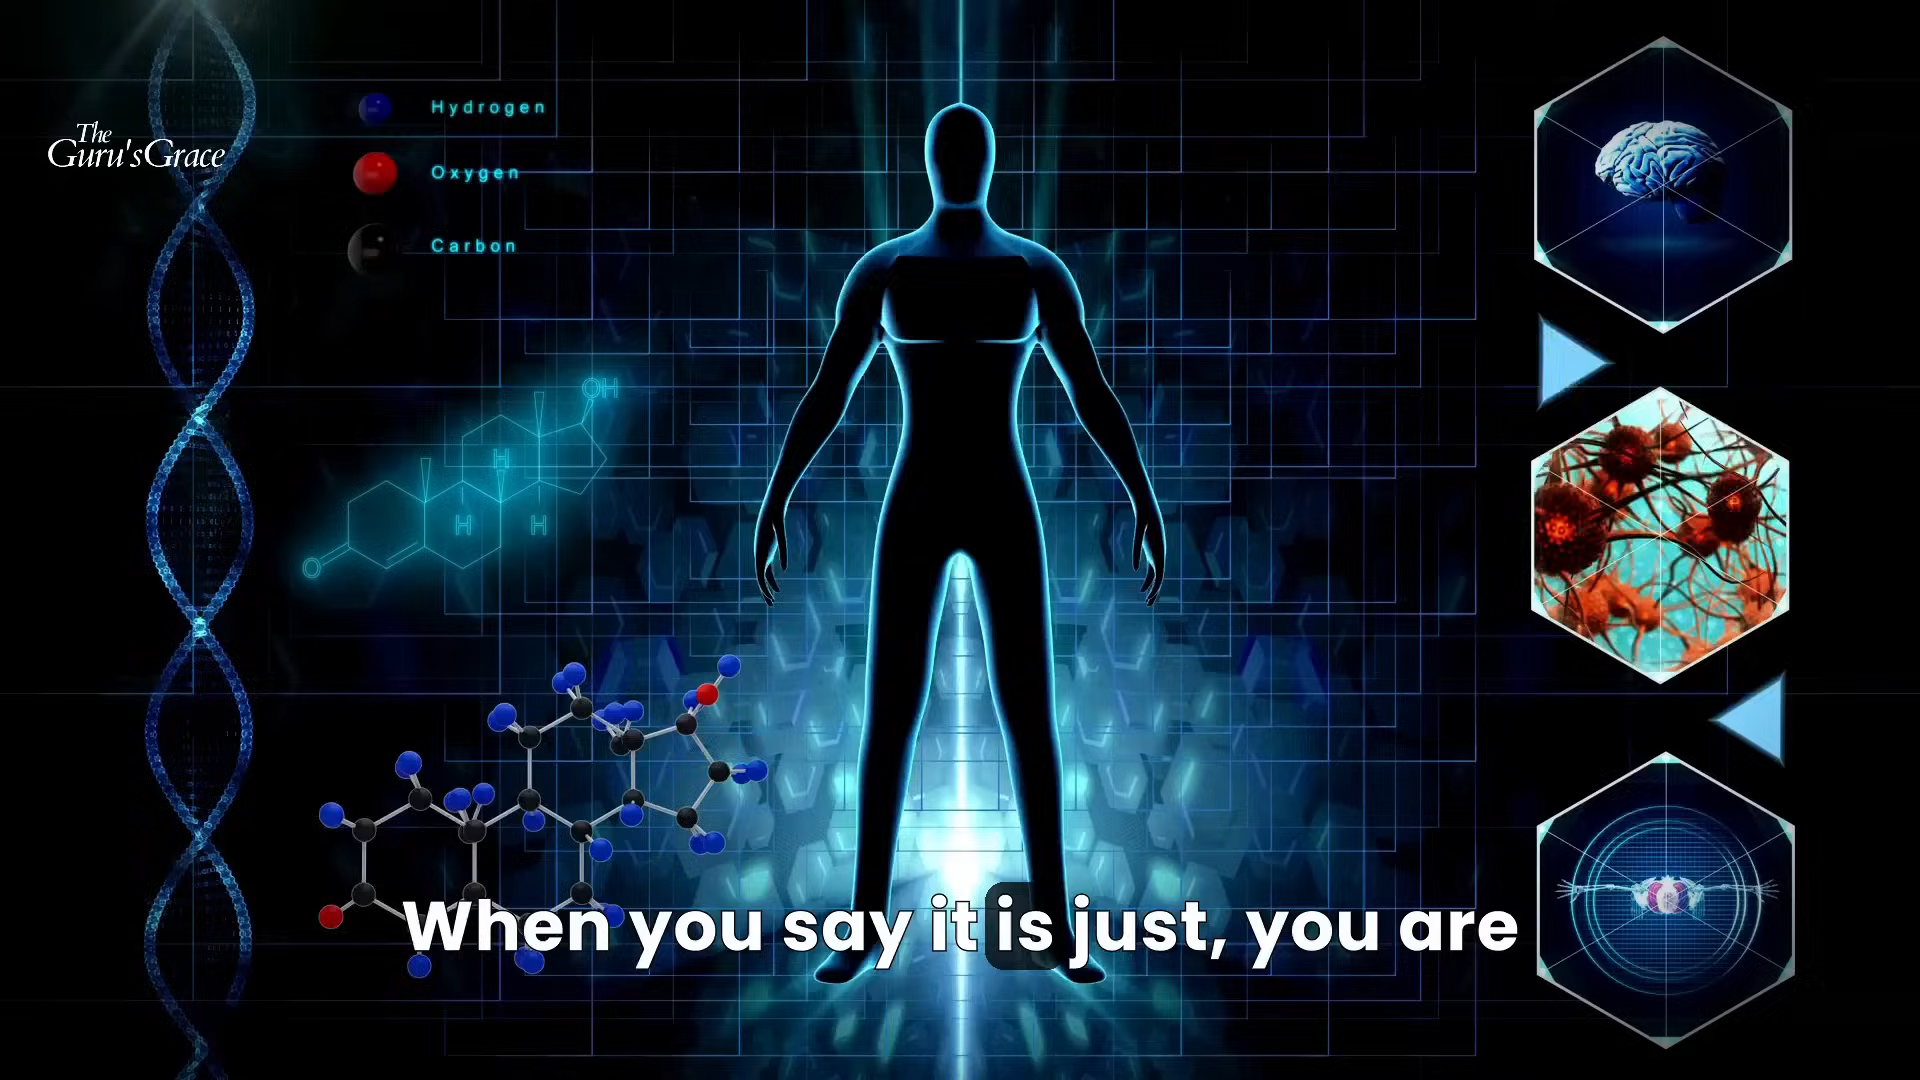 The
Guru'sGrace
Hydrogen
Oxygen
Carbon
OH
H
H
H
O
When you say it is just, you are